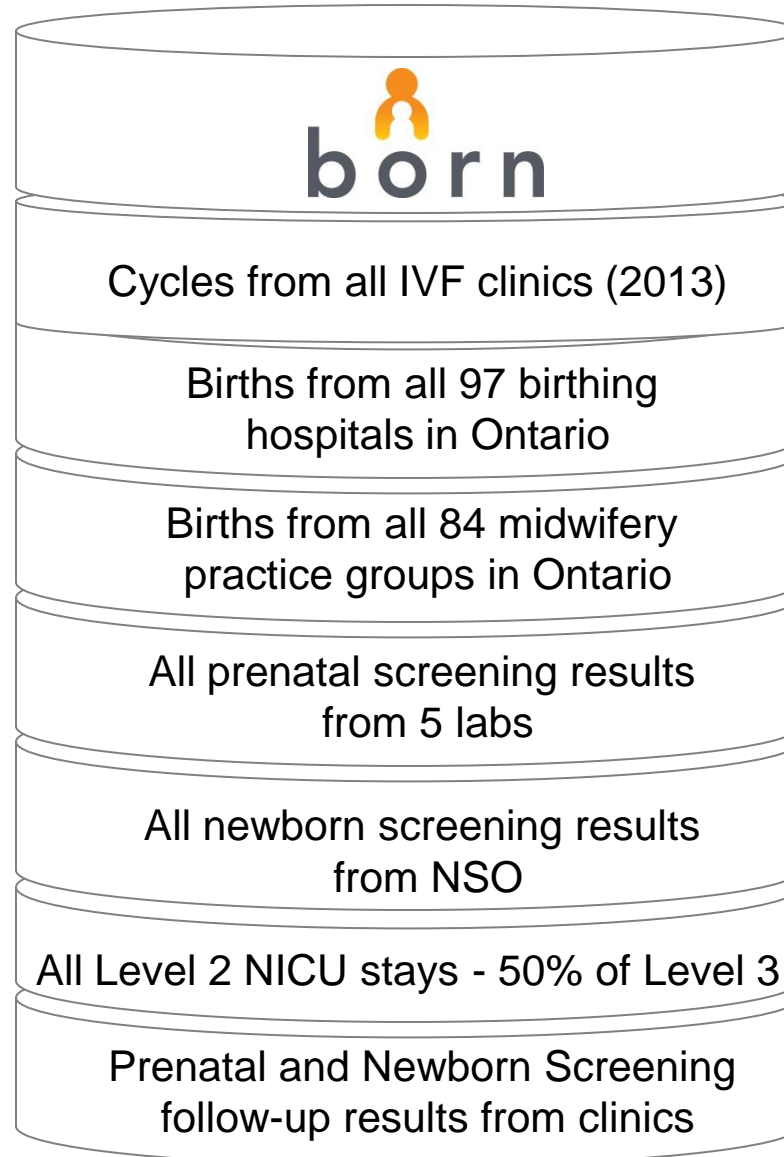 born
Cycles from all IVF clinics (2013)
Births from all 97 birthing
hospitals in Ontario
Births from all 84 midwifery
practice groups in Ontario
All prenatal screening results
from 5 labs
All newborn screening results
from NSO
All Level 2 NICU stays - 50% of Level 3
Prenatal and Newborn Screening
follow-up results from clinics